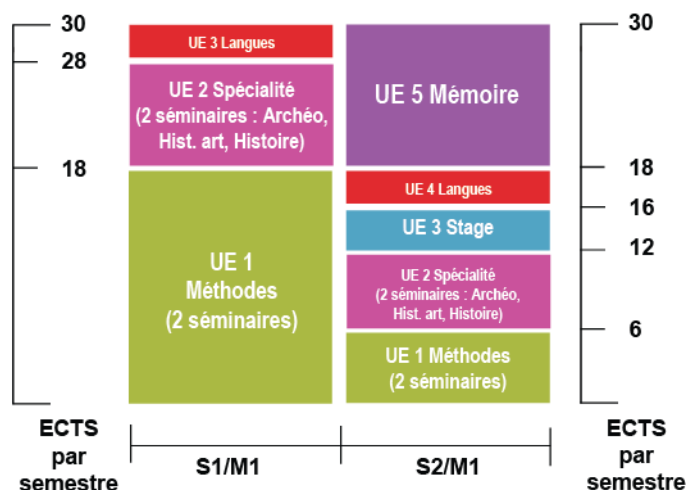 30
28
18
UE 3 Langues
UE 2 Spécialité
(2 séminaires : Archéo,
Hist. art, Histoire)
UE 1
Méthodes
(2 séminaires)
UE 5 Mémoire
UE 4 Langues
UE 3 Stage
UE 2 Spécialité
(2 séminaires : Archéo,
Hist. art, Histoire)
UE 1 Méthodes
(2 séminaires)
30
18
16
12
6
ECTS
par
semestre
S1/M1
S2/M1
ECTS
par
semestre